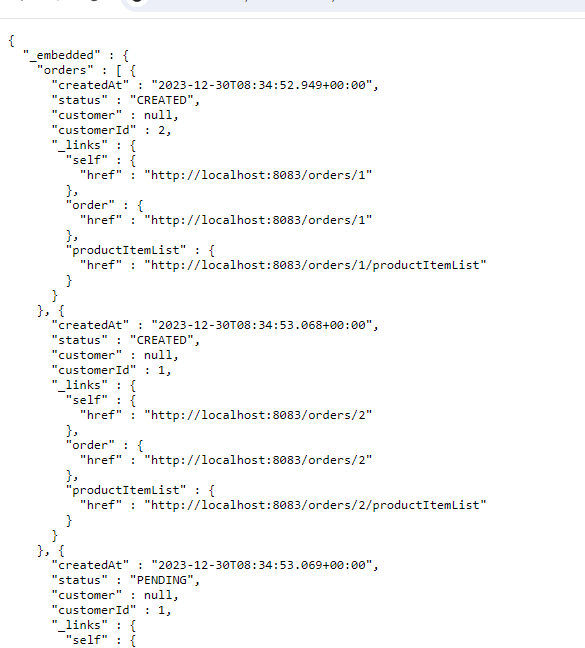 {
  "_embedded" : {
    "orders" : [ {
      "createdAt" : "2023-12-30T08:34:52.949+00:00",
      "status" : "CREATED",
      "customer" : null,
      "customerId" : 2,
      "_links" : {
        "self" : {
          "href" : "http://localhost:8083/orders/1"
        },
        "order" : {
          "href" : "http://localhost:8083/orders/1"
        },
        "productItemList" : {
          "href" : "http://localhost:8083/orders/1/productItemList"
        }
      }
    }, {
      "createdAt" : "2023-12-30T08:34:53.068+00:00",
      "status" : "CREATED",
      "customer" : null,
      "customerId" : 1,
      "_links" : {
        "self" : {
          "href" : "http://localhost:8083/orders/2"
        },
        "order" : {
          "href" : "http://localhost:8083/orders/2"
        },
        "productItemList" : {
          "href" : "http://localhost:8083/orders/2/productItemList"
        }
      }
    }, {
      "createdAt" : "2023-12-30T08:34:53.069+00:00",
      "status" : "PENDING",
      "customer" : null,
      "customerId" : 1,
      "_links" : {
        "self" : {